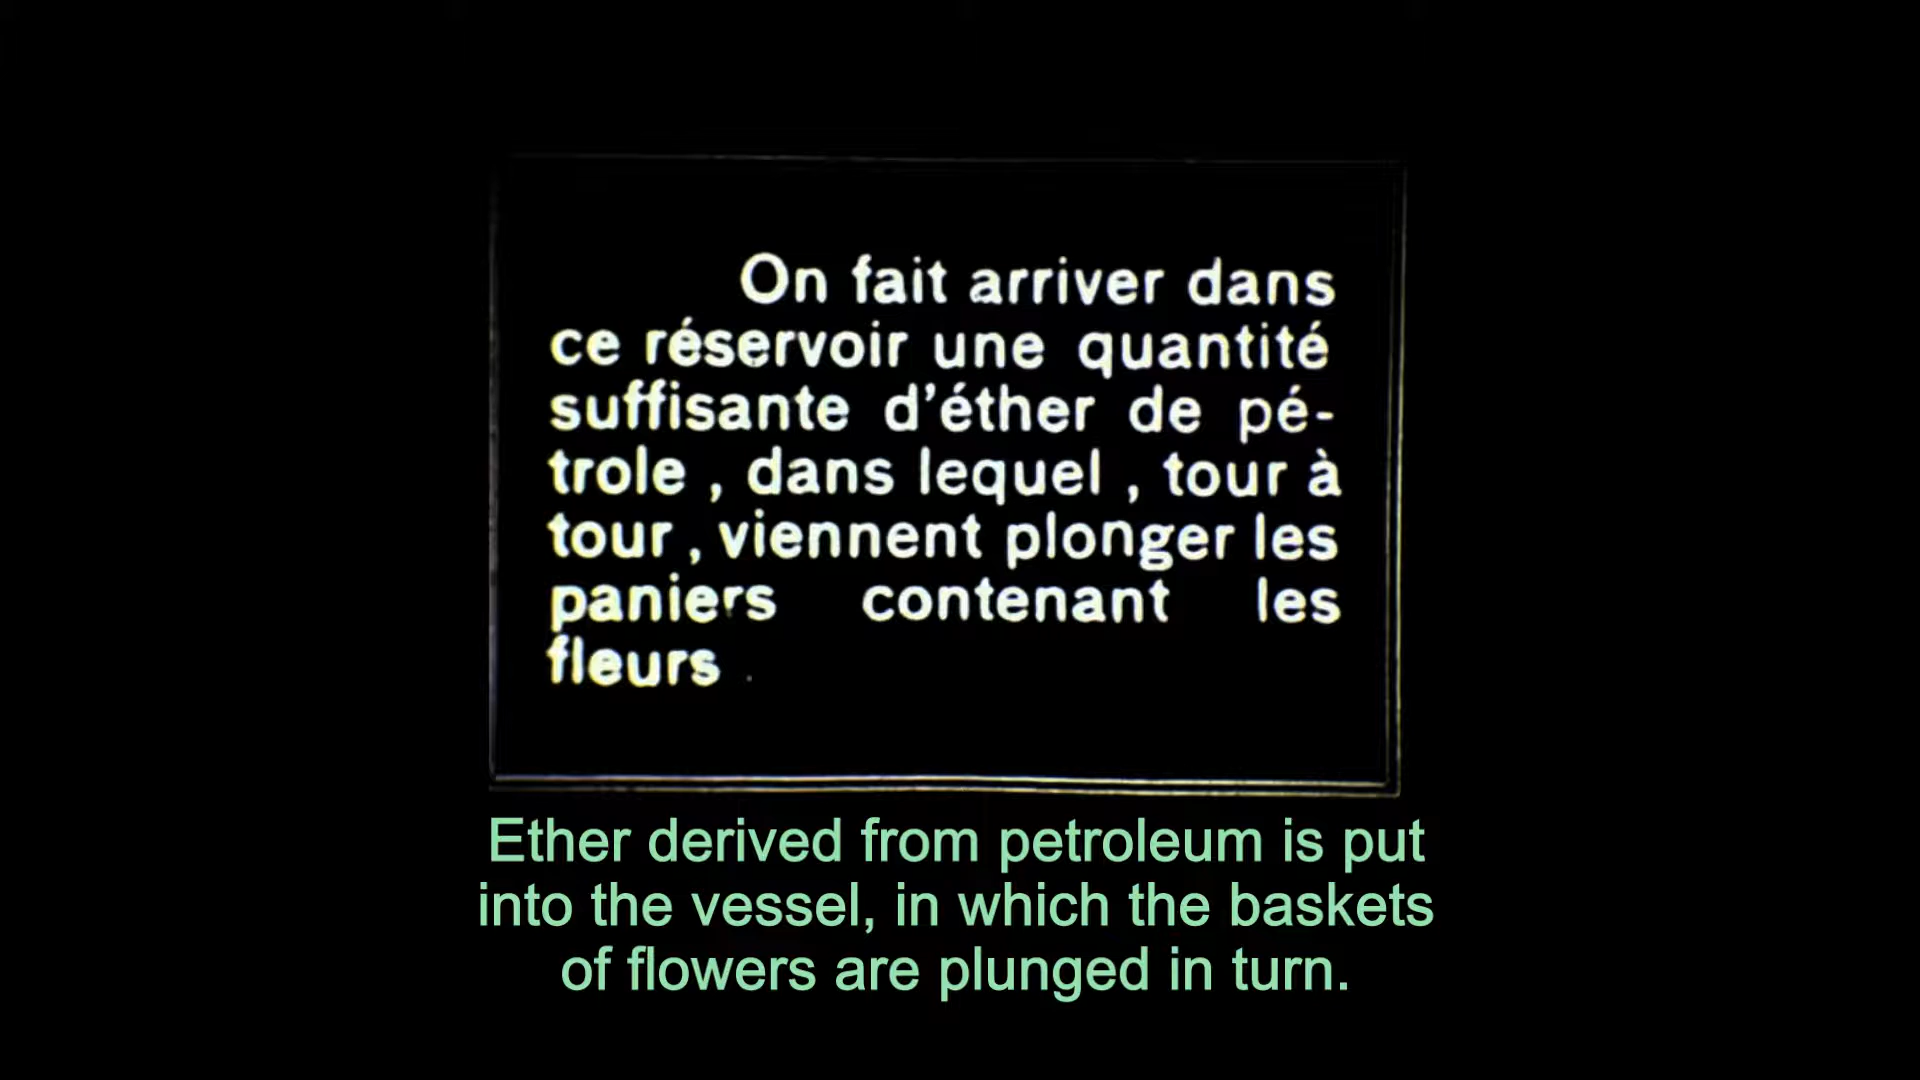 On fait arriver dans
ce réservoir une quantité
suffisante d'éther de pé-
trole , dans lequel , tour à
tour , viennent plonger les
paniers contenant les
fleurs .
Ether derived from petroleum is put
into the vessel, in which the baskets
of flowers are plunged in turn.